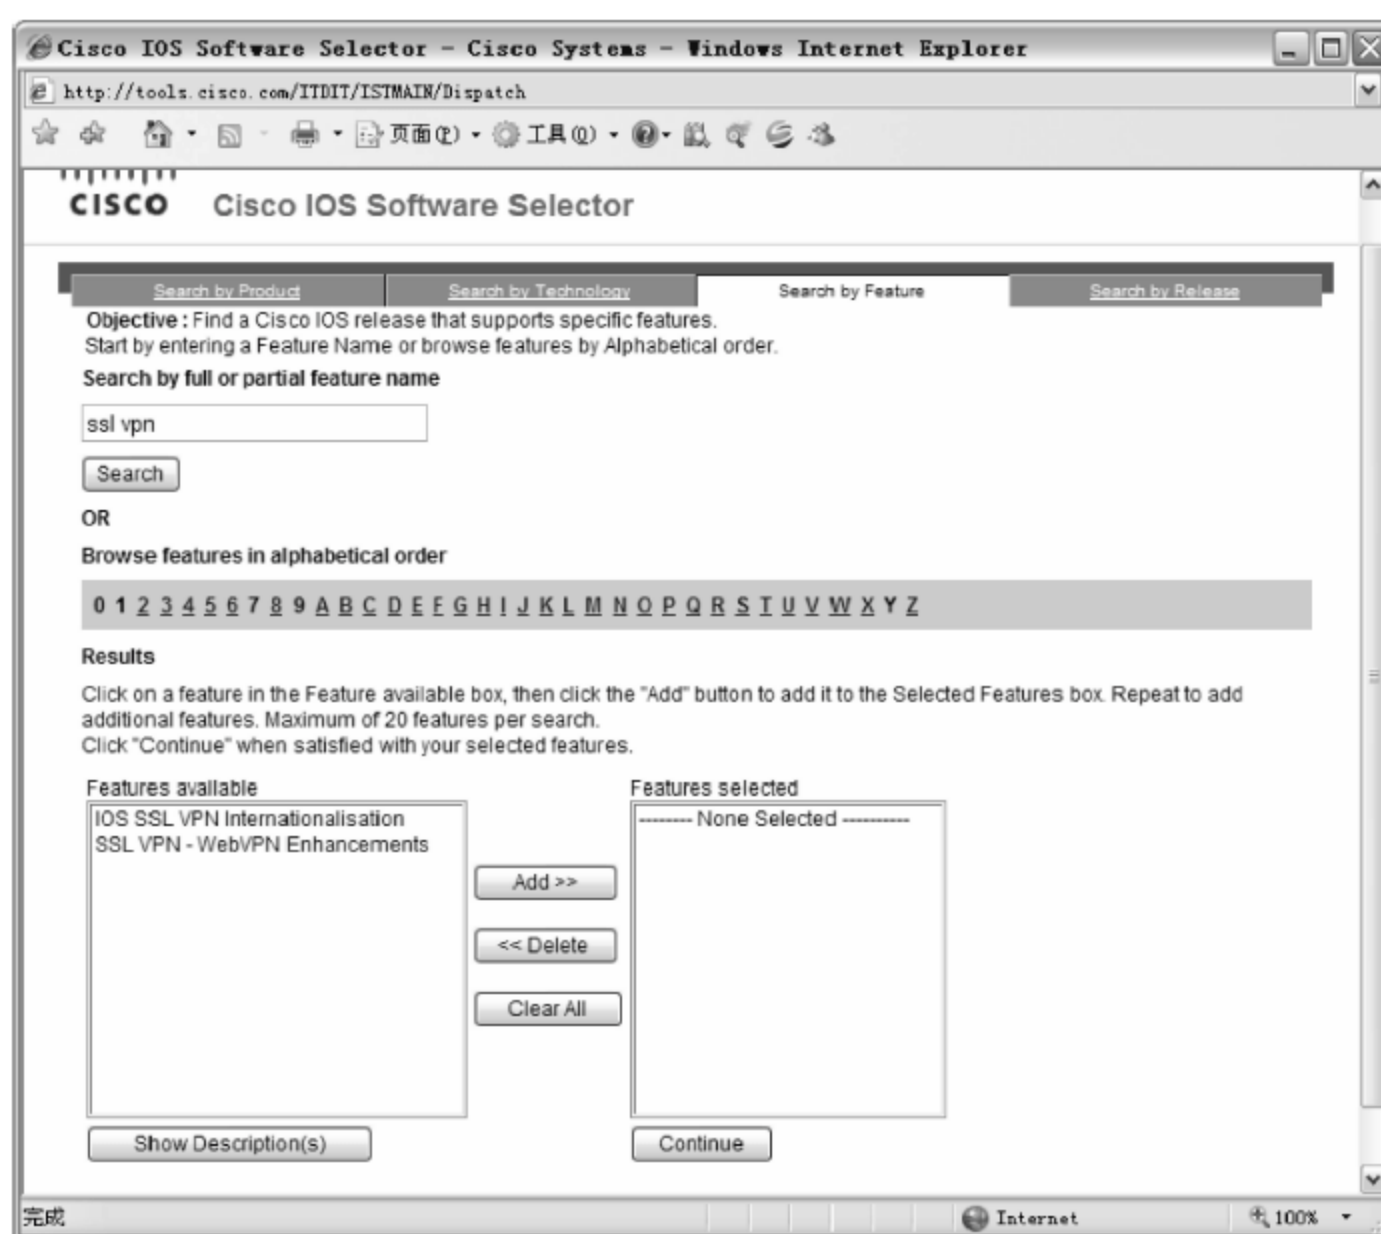 Cisco IOS Software Selector - Cisco Systems - Windows Internet Explorer
http://tools.cisco.com/ITDIT/ISTMAIN/Dispatch
页面(P) 工具(O)
CISCO Cisco IOS Software Selector
Search by Product Search by Technology Search by Feature Search by Release
Objective : Find a Cisco IOS release that supports specific features.
Start by entering a Feature Name or browse features by Alphabetical order.
Search by full or partial feature name
ssl vpn
Search
OR
Browse features in alphabetical order
0 1 2 3 4 5 6 7 8 9 A B C D E F G H I J K L M N O P Q R S T U V W X Y Z
Results
Click on a feature in the Feature available box, then click the "Add" button to add it to the Selected Features box. Repeat to add
additional features. Maximum of 20 features per search.
Click "Continue" when satisfied with your selected features.
Features available Features selected
IOS SSL VPN Internationalisation -------- None Selected ----------
SSL VPN - WebVPN Enhancements
Add >>
<< Delete
Clear All
Show Description(s) Continue
完成 Internet 100%